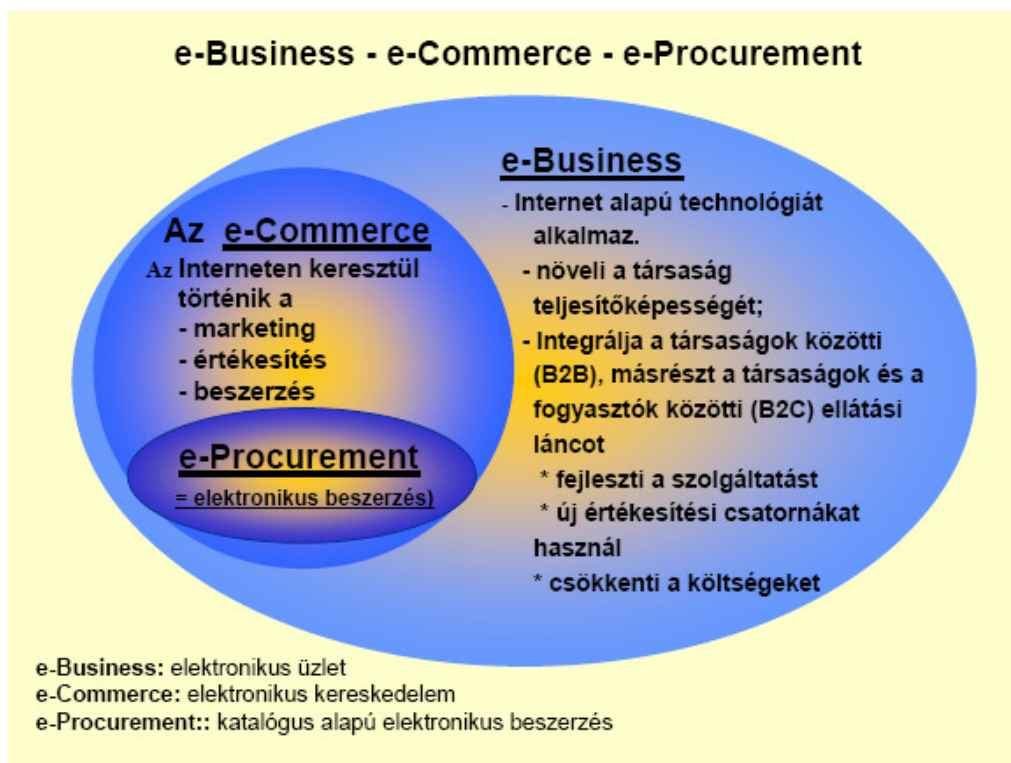 e-Business - e-Commerce - e-Procurement
Az e-Commerce
Az Interneten keresztül
történik a
- marketing
- értékesítés
- beszerzés
e-Procurement
= elektronikus beszerzés)
e-Business
- Internet alapú technológiát
alkalmaz.
- növeli a társaság
teljesítőképességét;
- Integrálja a társaságok közötti
(B2B), másrészt a társaságok és a
fogyasztók közötti (B2C) ellátási
láncot
* fejleszti a szolgáltatást
* új értékesítési csatornákat
használ
* csökkenti a költségeket
e-Business: elektronikus üzlet
e-Commerce: elektronikus kereskedelem
e-Procurement:: katalógus alapú elektronikus beszerzés